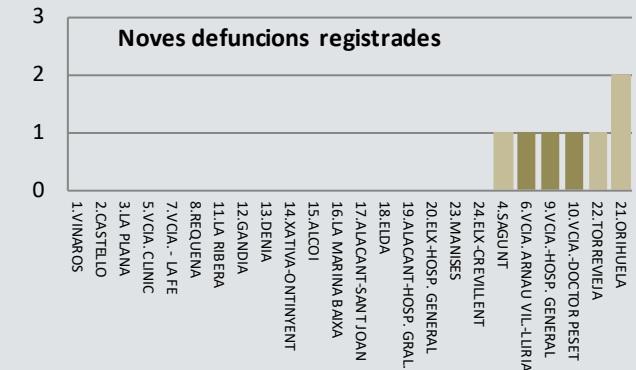 Noves defuncions registrades
3
2
1
0
1.VINAROS
2.CASTELLO
3.LA PLANA
5.VCIA. CLINIC
7.VCIA. - LA FE
8.REQUENA
11.LA RIBERA
12.GANDIA
13.DENIA
14.XATIVA-ONTINYENT
15.ALCOI
16.LA MARINA BAIXA
17.ALACANT-SANT JOAN
18.ELDA
19.ALACANT-HOSP. GRAL.
20.ELX-HOSP. GENERAL
23.MANISES
24.ELX-CREVILLENT
4.SAGUNT
6.VCIA. ARNAU VIL.-LLIRIA
9.VCIA.-HOSP. GENERAL
10.VCIA.-DOCTOR PESET
22.TORREVIEJA
21.ORIHUELA